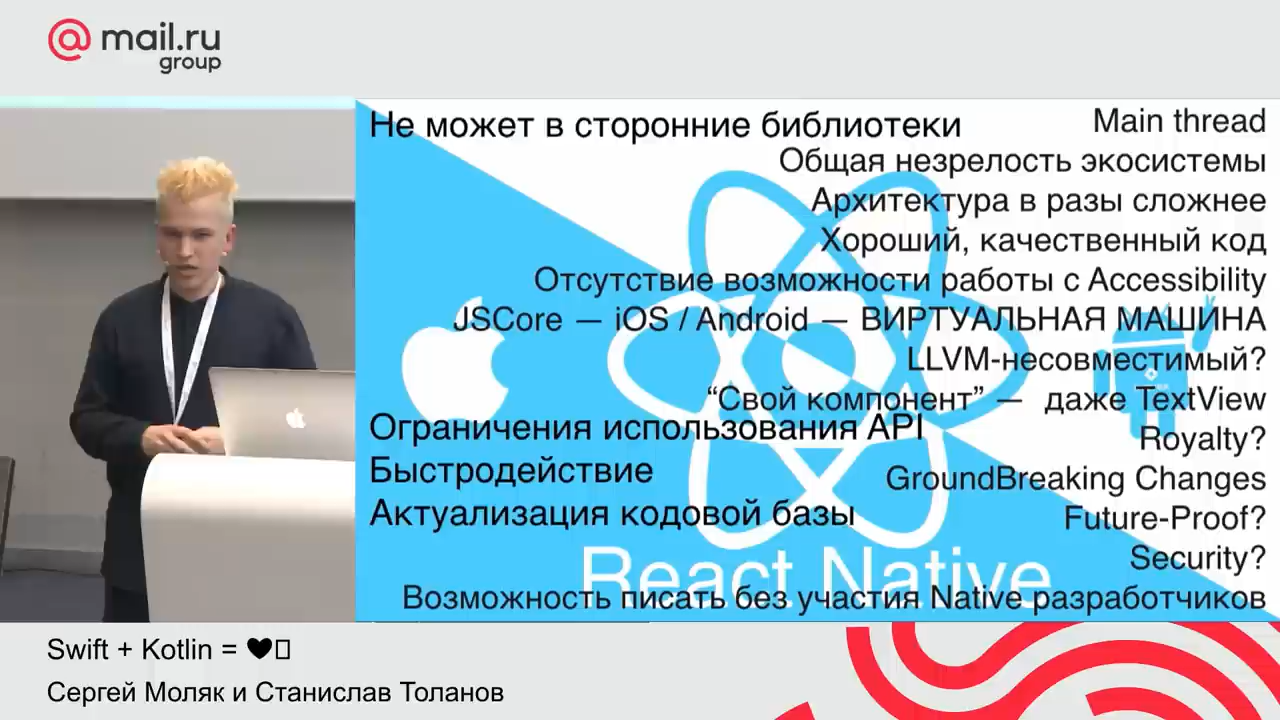 @mail.ru
group
Не может в сторонние библиотеки
Main thread
Общая незрелость экосистемы
Архитектура в разы сложнее
Хороший, качественный код
Отсутствие возможности работы с Accessibility
JSCore — iOS / Android — ВИРТУАЛЬНАЯ МАШИНА
LLVM-несовместимый?
“Свой компонент” — даже TextView
Ограничения использования API
Royalty?
Быстродействие
GroundBreaking Changes
Актуализация кодовой базы
Future-Proof?
Security?
React Native
Возможность писать без участия Native разработчиков
Swift + Kotlin = ♥
Сергей Моляк и Станислав Толанов